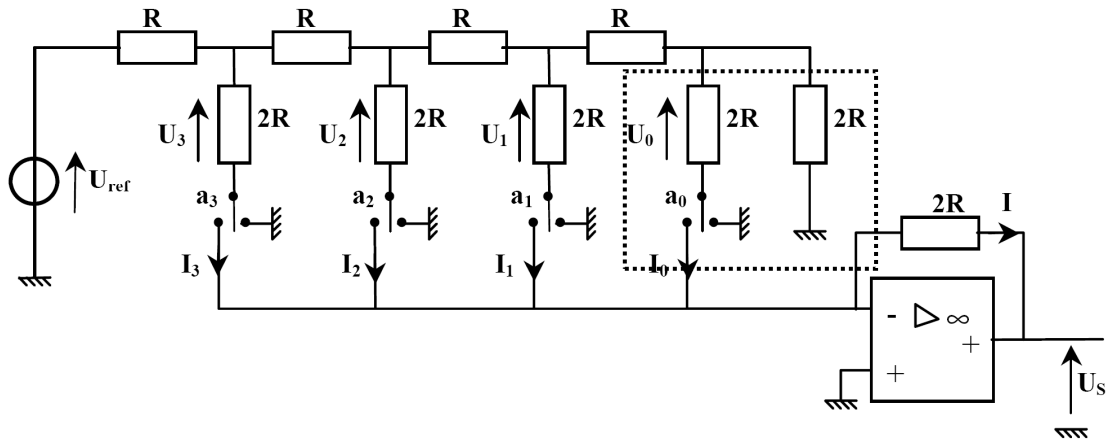 R R R R
2R 2R 2R 2R 2R
U3 U2 U1 U0
Uref
a3 a2 a1 a0
2R I
I3 I2 I1 I0
- ▷ ∞
+
+
US